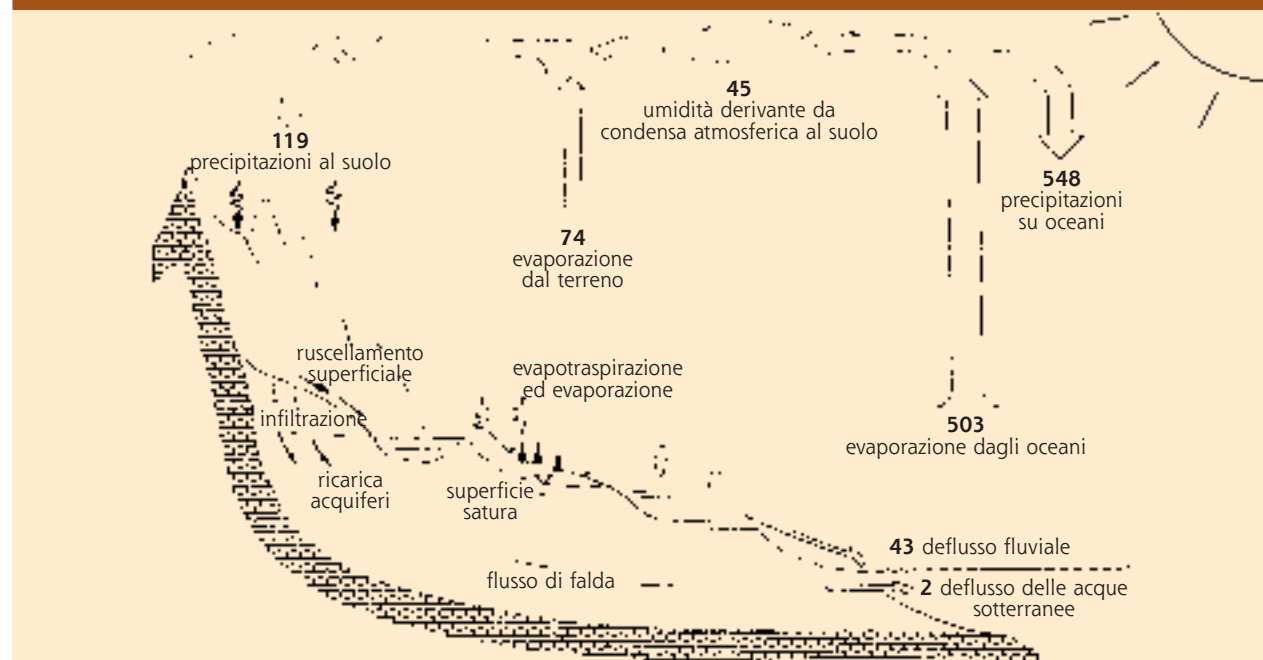 45
umidità derivante da
condensa atmosferica al suolo
119
precipitazioni al suolo
548
precipitazioni
su oceani
74
evaporazione
dal terreno
ruscellamento
superficiale
evapotraspirazione
ed evaporazione
infiltrazione
503
evaporazione dagli oceani
ricarica
acquiferi
superficie
satura
43 deflusso fluviale
flusso di falda
2 deflusso delle acque
sotterranee